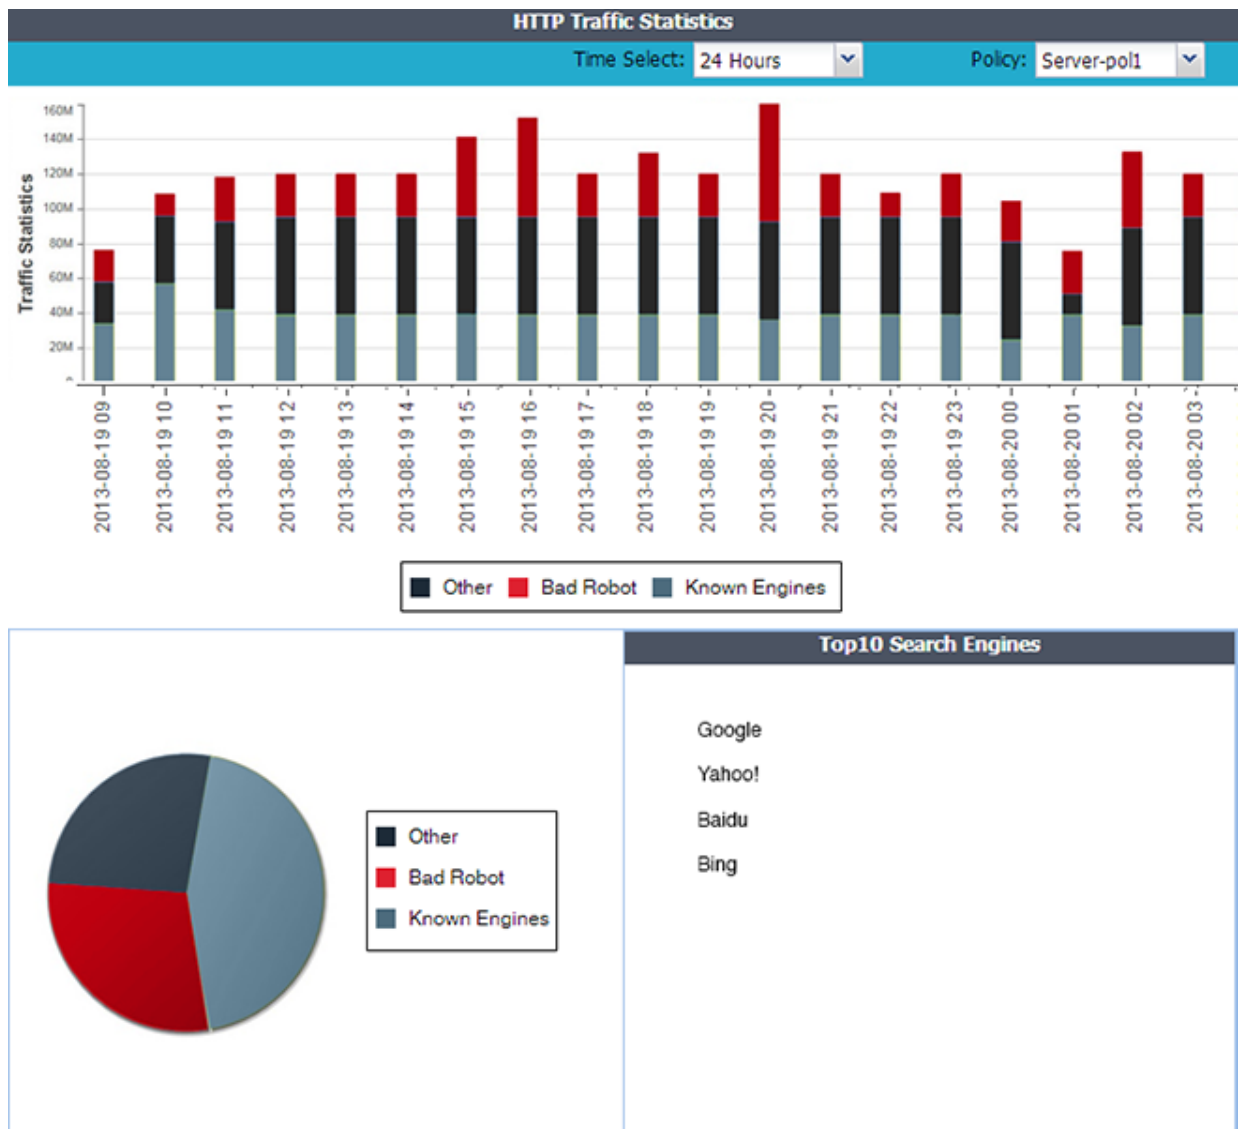 HTTP Traffic Statistics
Time Select: 24 Hours Policy: Server-pol1
Traffic Statistics
160M
140M
120M
100M
80M
60M
40M
20M
2013-08-19 09
2013-08-19 10
2013-08-19 11
2013-08-19 12
2013-08-19 13
2013-08-19 14
2013-08-19 15
2013-08-19 16
2013-08-19 17
2013-08-19 18
2013-08-19 19
2013-08-19 20
2013-08-19 21
2013-08-19 22
2013-08-19 23
2013-08-20 00
2013-08-20 01
2013-08-20 02
2013-08-20 03
Other Bad Robot Known Engines
Other
Bad Robot
Known Engines
Top10 Search Engines
Google
Yahoo!
Baidu
Bing